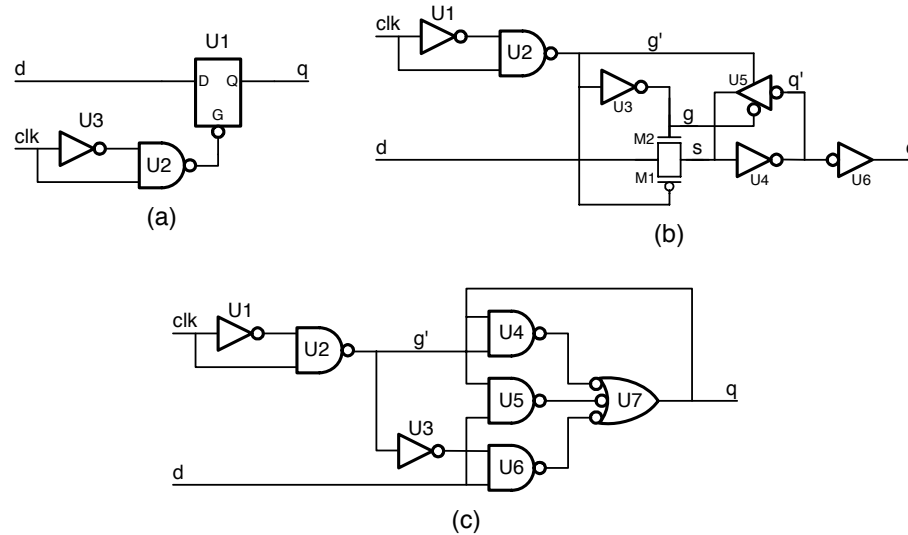 U1
d
D
Q
q
G
clk
U3
U2
(a)
clk
U1
U2
g'
U5
q'
U3
g
M2
d
s
M1
U4
U6
(b)
clk
U1
U2
g'
U4
U5
U7
q
U3
U6
d
(c)